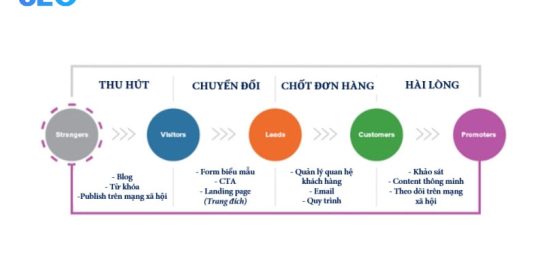 SEO
THU HÚT
CHUYỂN ĐỔI
CHỐT ĐƠN HÀNG
HÀI LÒNG
Strengers
Visitors
Leeds
Customers
Promoters
- Blog
- Từ khóa
-Publish trên mạng xã hội
- Form biểu mẫu
- CTA
- Landing page
(Trang đích)
- Quản lý quan hệ
khách hàng
- Email
- Quy trình
- Khảo sát
- Content thông minh
- Theo dõi trên mạng
xã hội